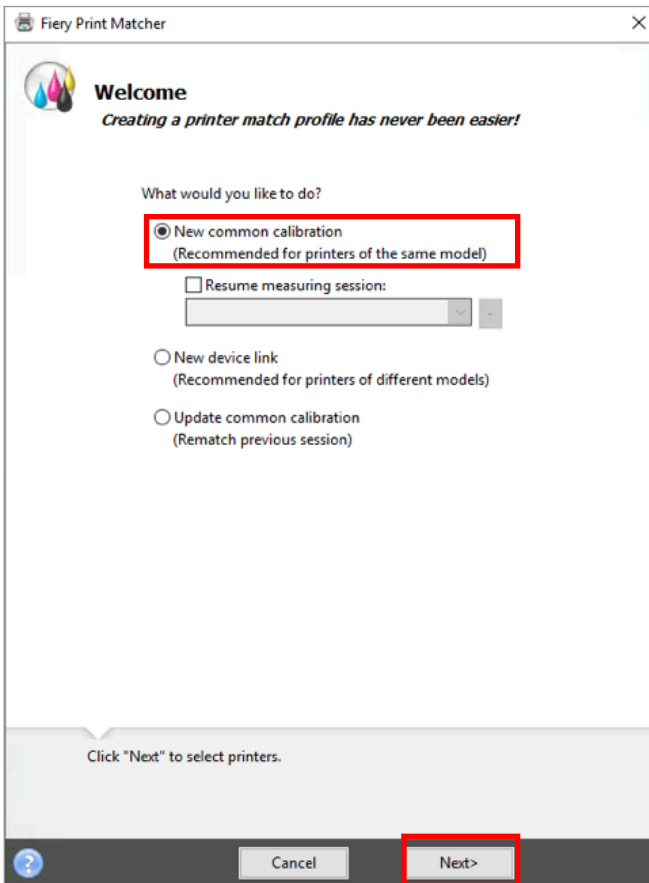 Fiery Print Matcher
Welcome
Creating a printer match profile has never been easier!
What would you like to do?
New common calibration
(Recommended for printers of the same model)
Resume measuring session:
-
New device link
(Recommended for printers of different models)
Update common calibration
(Rematch previous session)
Click "Next" to select printers.
?
Cancel
Next>